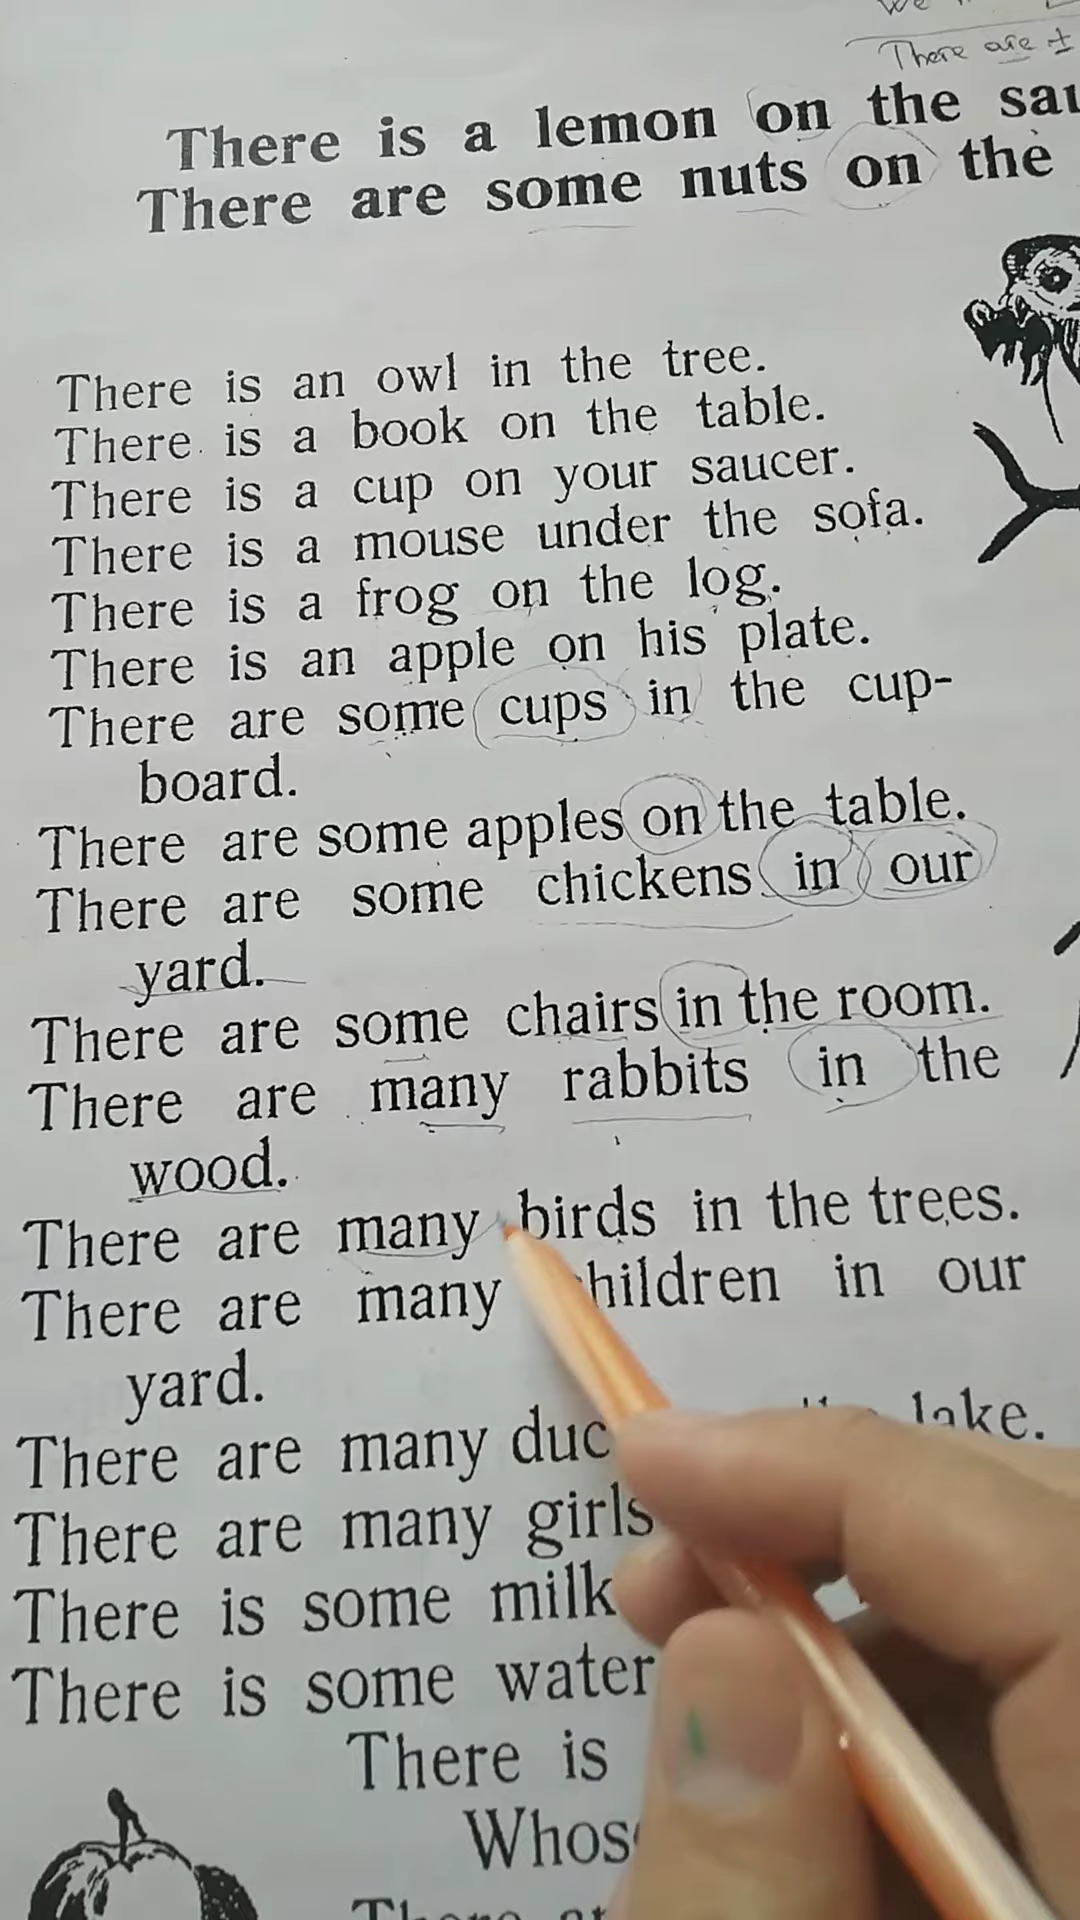 We
There are
There is a lemon on the
There are some nuts on the
There is an owl in the tree.
There is a book on the table.
There is a cup on your saucer.
There is a mouse under the sofa.
There is a frog on the log.
There is an apple on his plate.
There are some cups in the cup-
board.
There are some apples on the table.
There are some chickens in our
yard.
There are some chairs in the room.
There are many rabbits in the
wood.
There are many birds in the trees.
There are many children in our
yard.
There are many lake.
There are many girls
There is some milk
There is some water
There is